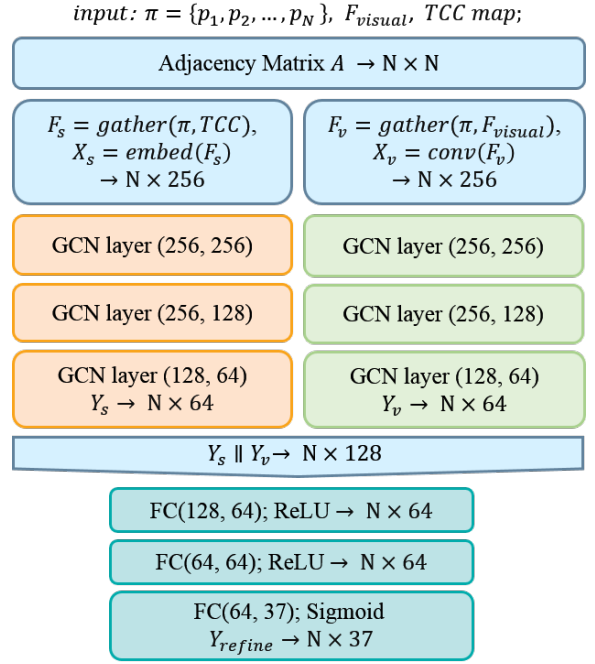 input: π = {p₁, p₂, ..., p_N}, F_visual, TCC map;
Adjacency Matrix A → N × N
F_s = gather(π, TCC),
X_s = embed(F_s)
→ N × 256
F_v = gather(π, F_visual),
X_v = conv(F_v)
→ N × 256
GCN layer (256, 256)
GCN layer (256, 256)
GCN layer (256, 128)
GCN layer (256, 128)
GCN layer (128, 64)
Y_s → N × 64
GCN layer (128, 64)
Y_v → N × 64
Y_s ∥ Y_v → N × 128
FC(128, 64); ReLU → N × 64
FC(64, 64); ReLU → N × 64
FC(64, 37); Sigmoid
Y_refine → N × 37